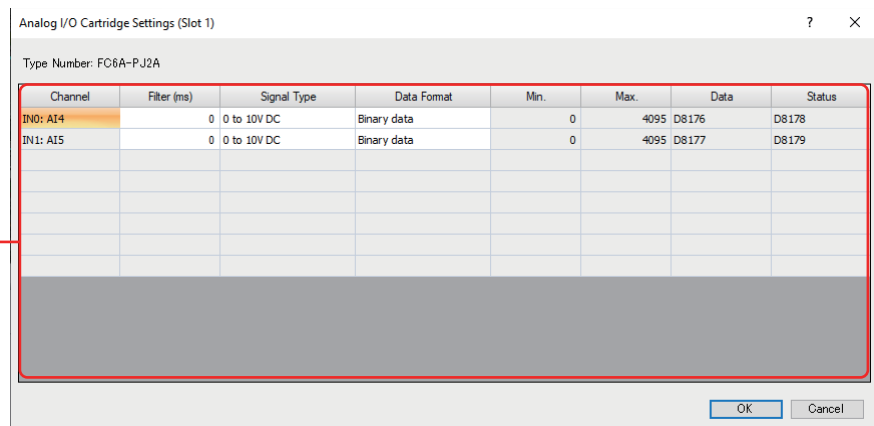 Analog I/O Cartridge Settings (Slot 1) ? ×
Type Number: FC6A-PJ2A
Channel Filter (ms) Signal Type Data Format Min. Max. Data Status
IN0: AI4 0 0 to 10V DC Binary data 0 4095 D8176 D8178
IN1: AI5 0 0 to 10V DC Binary data 0 4095 D8177 D8179
OK Cancel